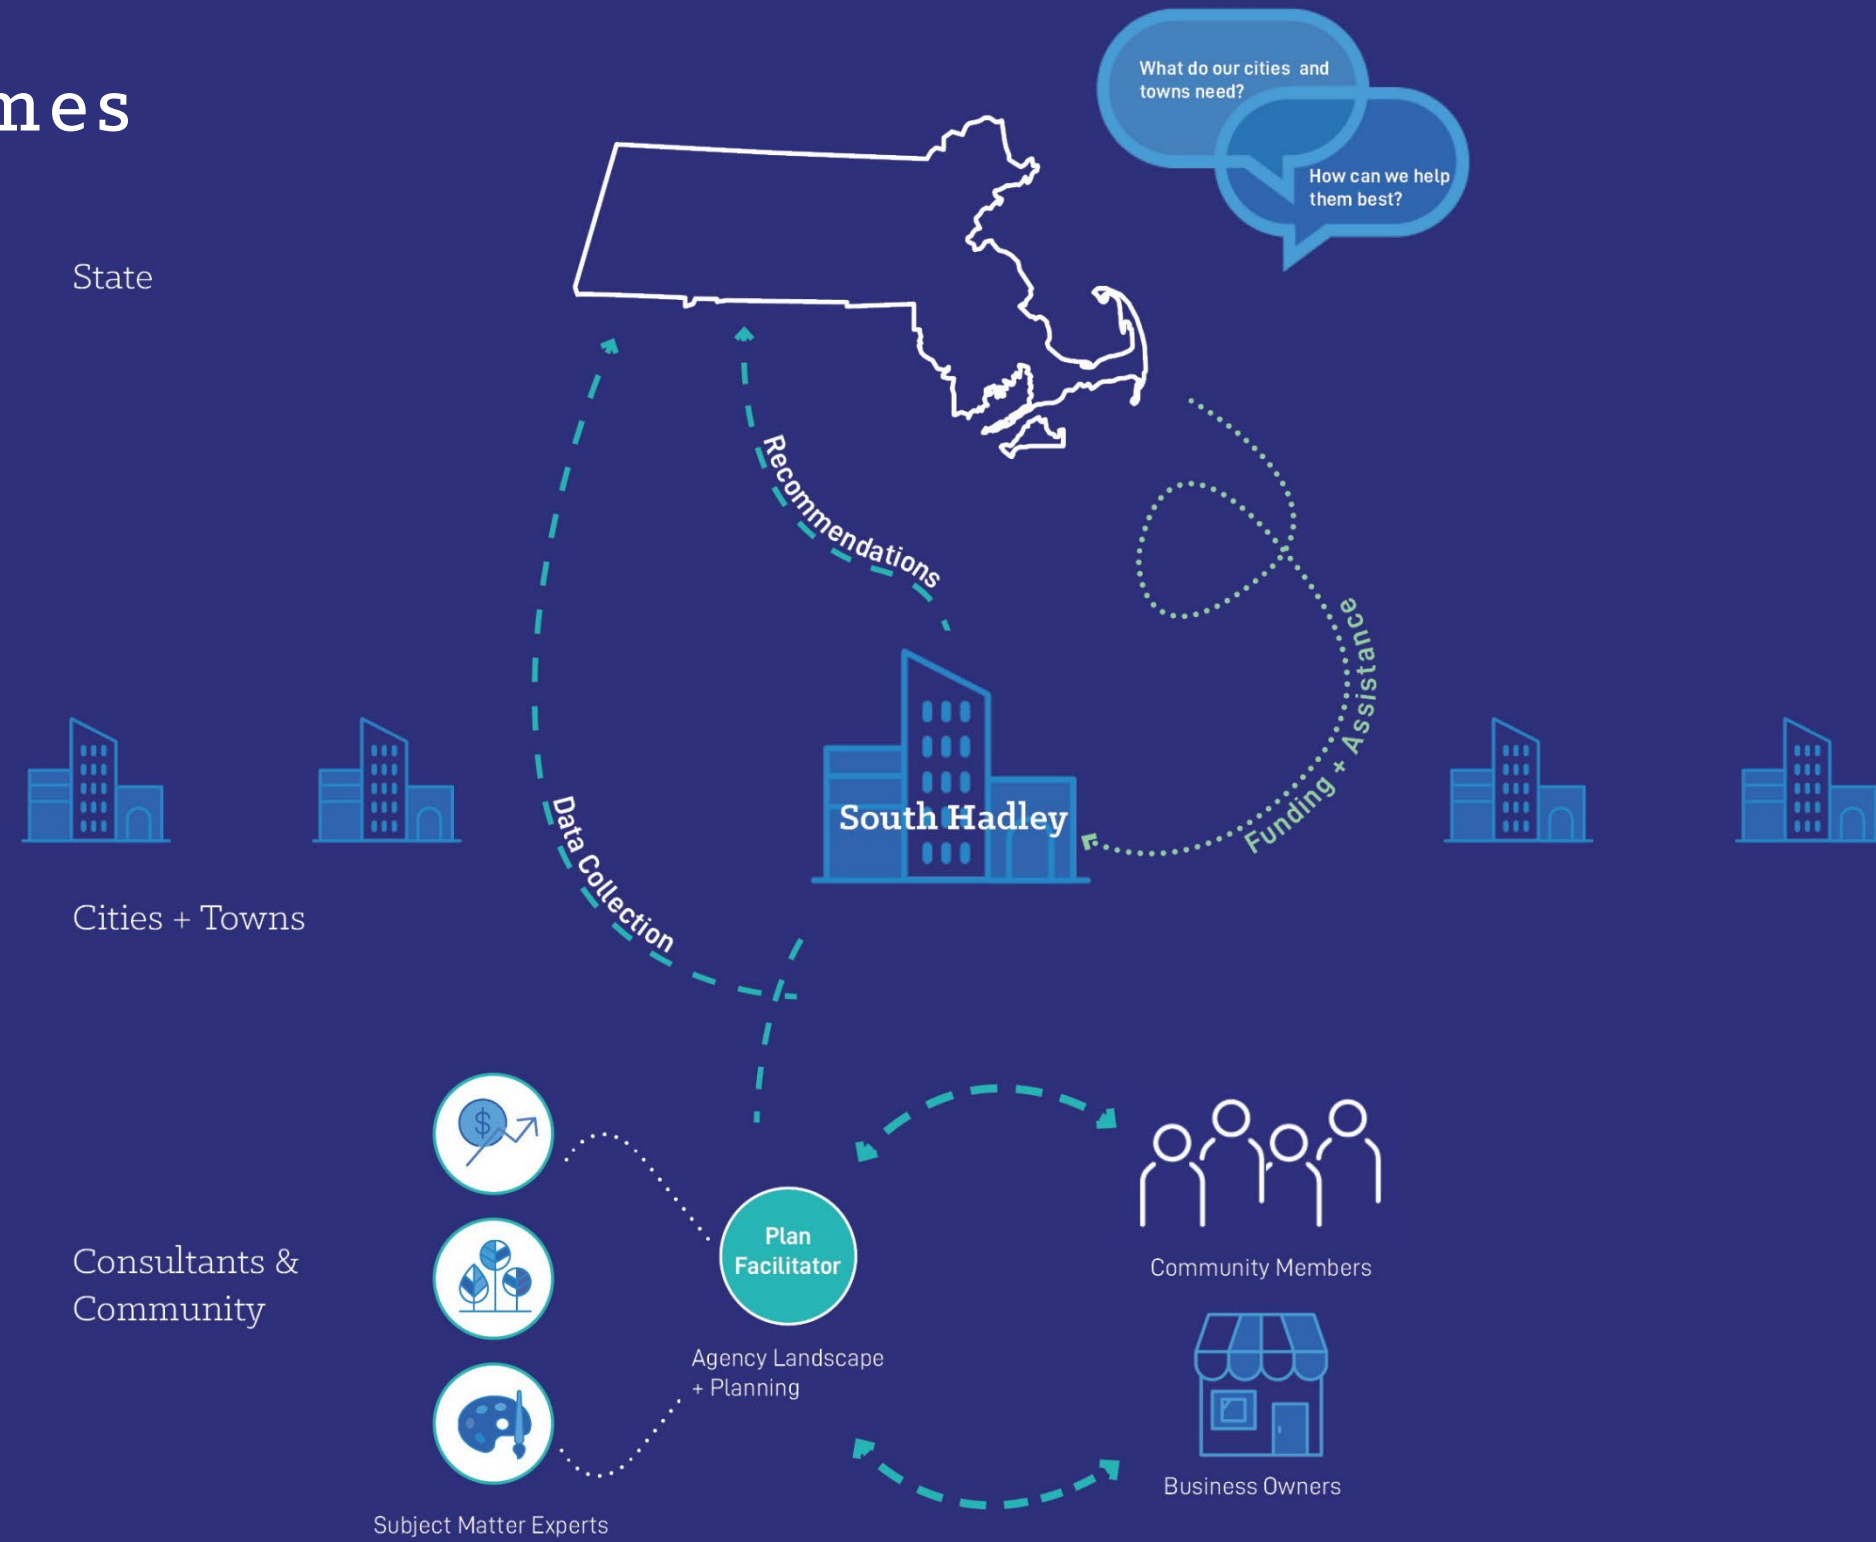 mes
What do our cities and
towns need?
How can we help
them best?
State
Recommendations
Funding + Assistance
South Hadley
Data Collection
Cities + Towns
Plan
Facilitator
Consultants &
Community
Community Members
Agency Landscape
+ Planning
Business Owners
Subject Matter Experts